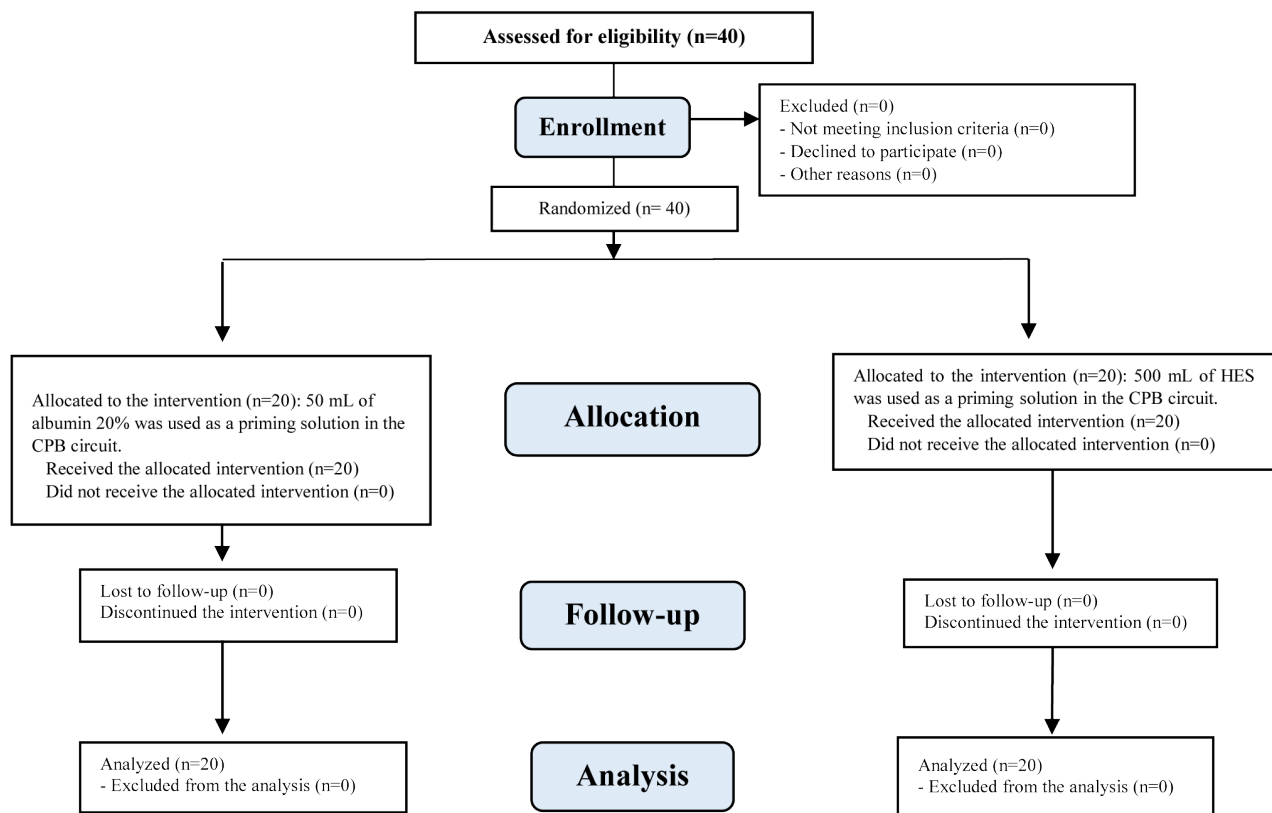 Assessed for eligibility (n=40)
Enrollment
Excluded (n=0)
- Not meeting inclusion criteria (n=0)
- Declined to participate (n=0)
- Other reasons (n=0)
Randomized (n= 40)
Allocated to the intervention (n=20): 50 mL of
albumin 20% was used as a priming solution in the
CPB circuit.
Received the allocated intervention (n=20)
Did not receive the allocated intervention (n=0)
Allocation
Allocated to the intervention (n=20): 500 mL of HES
was used as a priming solution in the CPB circuit.
Received the allocated intervention (n=20)
Did not receive the allocated intervention (n=0)
Lost to follow-up (n=0)
Discontinued the intervention (n=0)
Follow-up
Lost to follow-up (n=0)
Discontinued the intervention (n=0)
Analyzed (n=20)
- Excluded from the analysis (n=0)
Analysis
Analyzed (n=20)
- Excluded from the analysis (n=0)